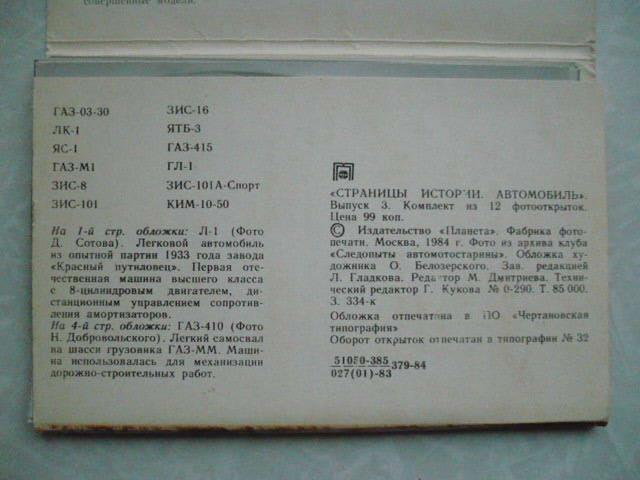 совершенные модели.
ГАЗ-03-30
ЛК-1
ЯС-1
ГАЗ-М1
ЗИС-8
ЗИС-101
ЗИС-16
ЯТБ-3
ГАЗ-415
ГЛ-1
ЗИС-101А-Спорт
КИМ-10-50
На 1-й стр. обложки: Л-1 (Фото
Д. Сотова). Легковой автомобиль
из опытной партии 1933 года завода
«Красный путиловец». Первая оте-
чественная машина высшего класса
с 8-цилиндровым двигателем, ди-
станционным управлением сопротив-
ления амортизаторов.
На 4-й стр. обложки: ГАЗ-410 (Фото
Н. Добровольского). Легкий самосвал
на шасси грузовика ГАЗ-ММ. Маши-
на использовалась для механизации
дорожно-строительных работ.
«СТРАНИЦЫ ИСТОРИИ. АВТОМОБИЛЬ».
Выпуск 3. Комплект из 12 фотооткрыток.
Цена 99 коп.
© Издательство «Планета». Фабрика фото-
печати. Москва, 1984 г. Фото из архива клуба
«Следопыты автомотостарины». Обложка ху-
дожника О. Белозерского. Зав. редакцией
Л. Гладкова. Редактор М. Дмитриева. Техни-
ческий редактор Г. Кукова № 0-290. Т. 85 000.
З. 334-к
Обложка отпечатана в ПО «Чертановская
типография»
Оборот открыток отпечатан в типографии № 32
51050-385
379-84
027(01)-83